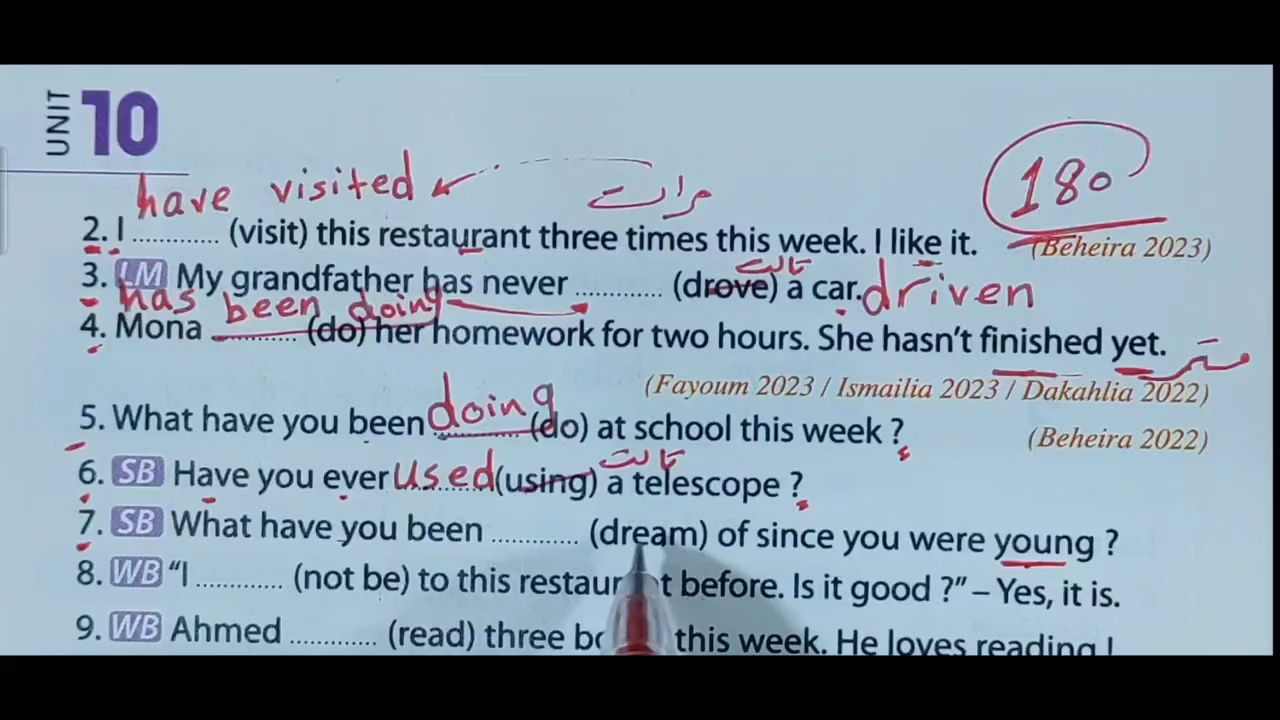 UNIT 10
180
have visited مرات
2. I ............ (visit) this restaurant three times this week. I like it. (Beheira 2023)
تالت
3. LM My grandfather has never ............ (drove) a car. driven
has been doing
4. Mona ............ (do) her homework for two hours. She hasn't finished yet.
مستمر
(Fayoum 2023 / Ismailia 2023 / Dakahlia 2022)
5. What have you been doing ............ (do) at school this week ? (Beheira 2022)
تالت
6. SB Have you ever used ............ (using) a telescope ?
7. SB What have you been ............ (dream) of since you were young ?
8. WB "I ............ (not be) to this restaurant before. Is it good ?" – Yes, it is.
9. WB Ahmed ............ (read) three this week. He loves reading !